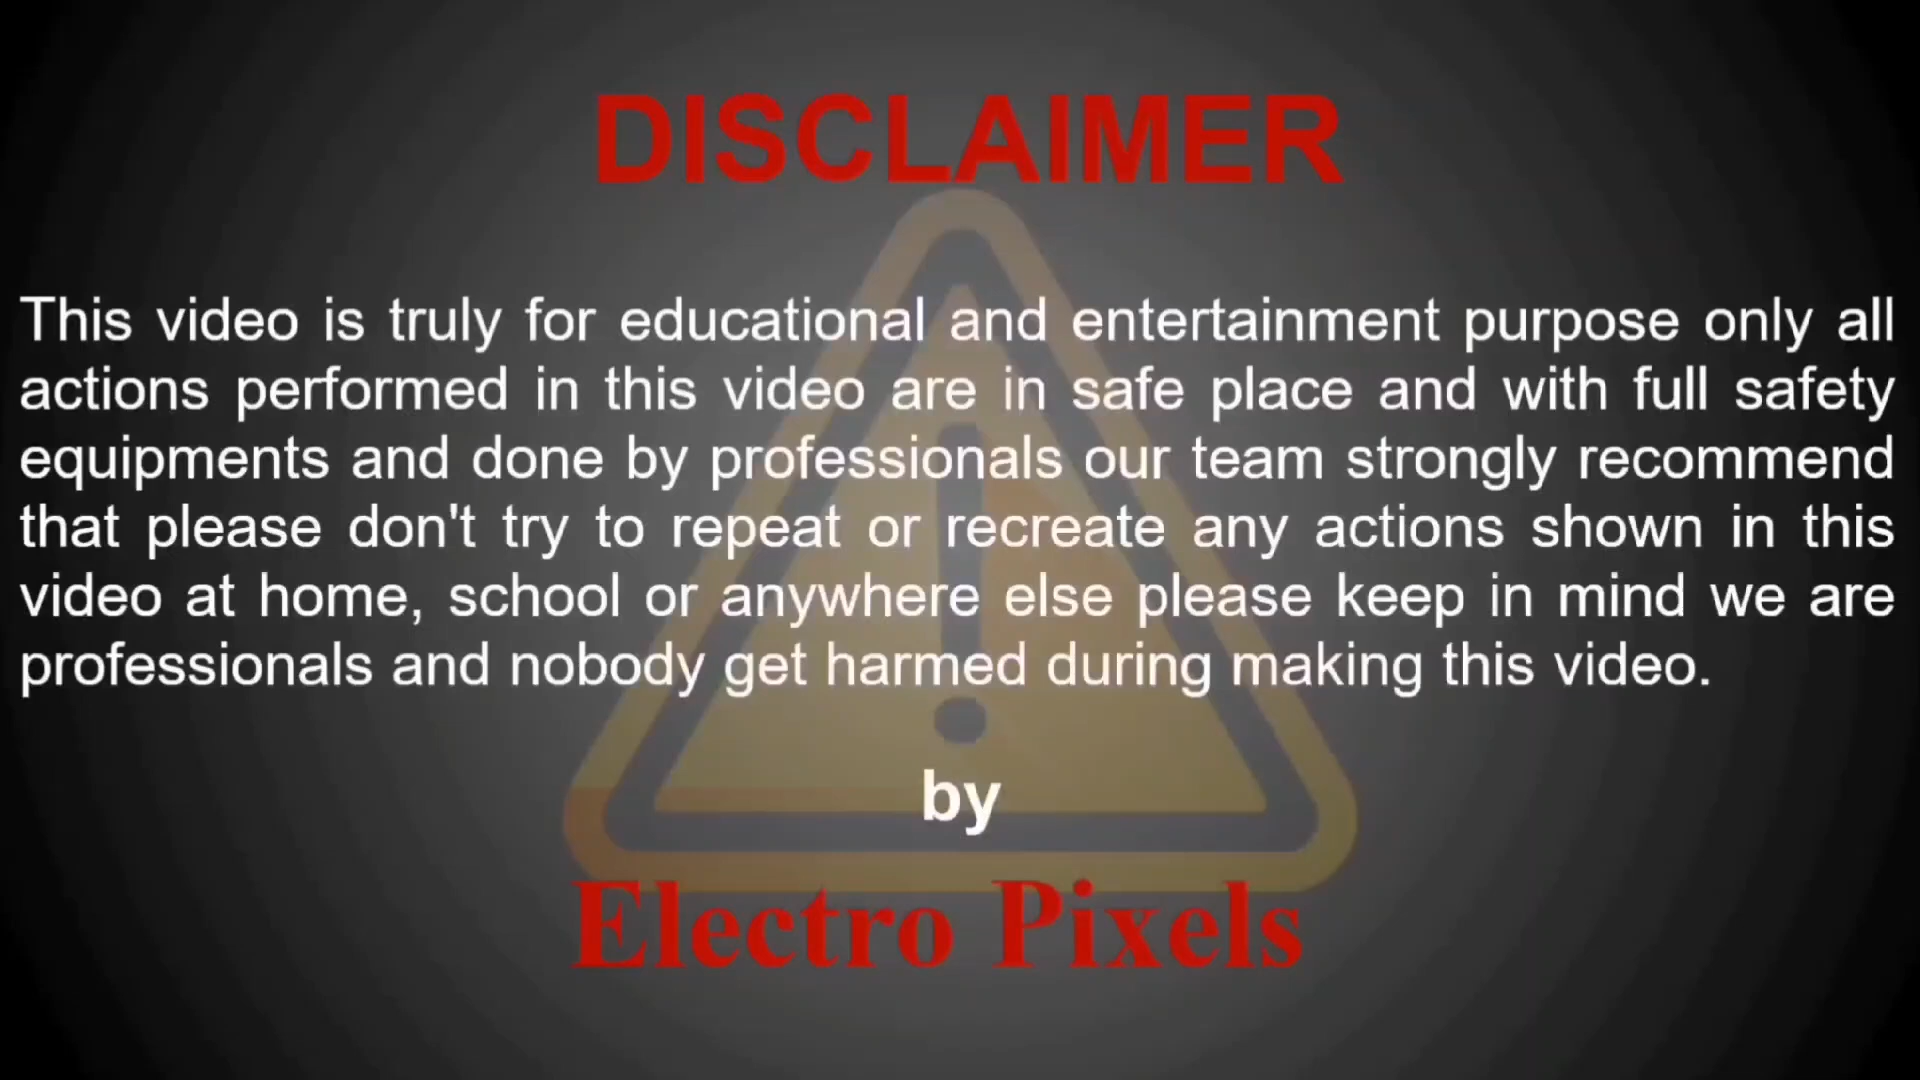 DISCLAIMER
This video is truly for educational and entertainment purpose only all
actions performed in this video are in safe place and with full safety
equipments and done by professionals our team strongly recommend
that please don't try to repeat or recreate any actions shown in this
video at home, school or anywhere else please keep in mind we are
professionals and nobody get harmed during making this video.
by
Electro Pixels